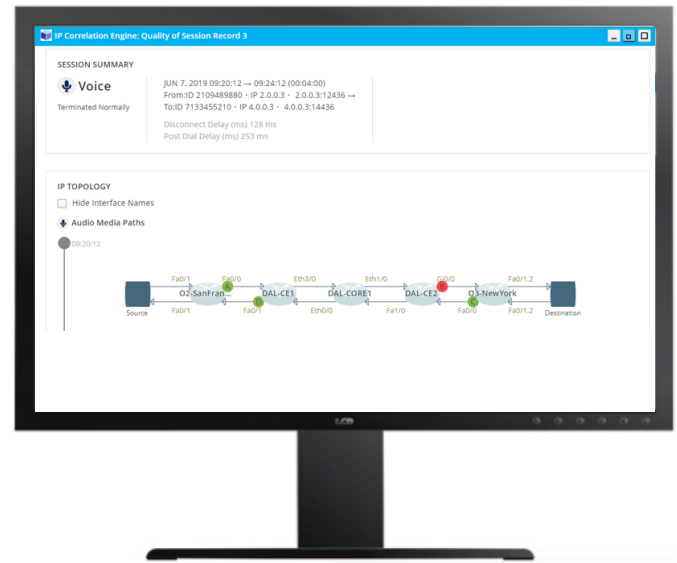 IP Correlation Engine: Quality of Session Record 3
SESSION SUMMARY
Voice
Terminated Normally
JUN 7, 2019 09:20:12 → 09:24:12 (00:04:00)
From:ID 2109489880 · IP 2.0.0.3 · 2.0.0.3:12436 →
To:ID 7133455210 · IP 4.0.0.3 · 4.0.0.3:14436
Disconnect Delay (ms) 128 ms
Post Dial Delay (ms) 253 ms
IP TOPOLOGY
Hide Interface Names
Audio Media Paths
09:20:12
Fa0/1 Fa0/0 Eth3/0 Eth1/0 Gi0/0 Fa0/1.2
A B
O2-SanFran... DAL-CE1 DAL-CORE1 DAL-CE2 O3-NewYork
D C
Source Fa0/1 Fa0/1 Eth0/0 Fa1/0 Fa0/0 Fa0/1.2 Destination
LCD